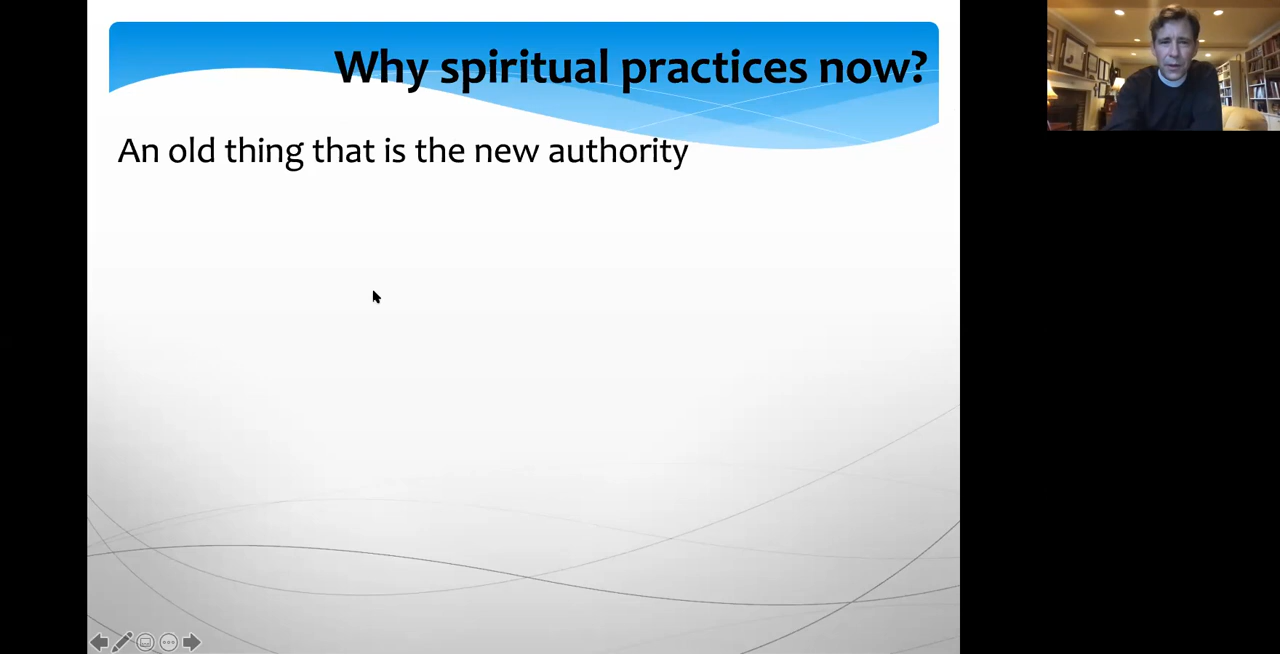 Why spiritual practices now?
An old thing that is the new authority